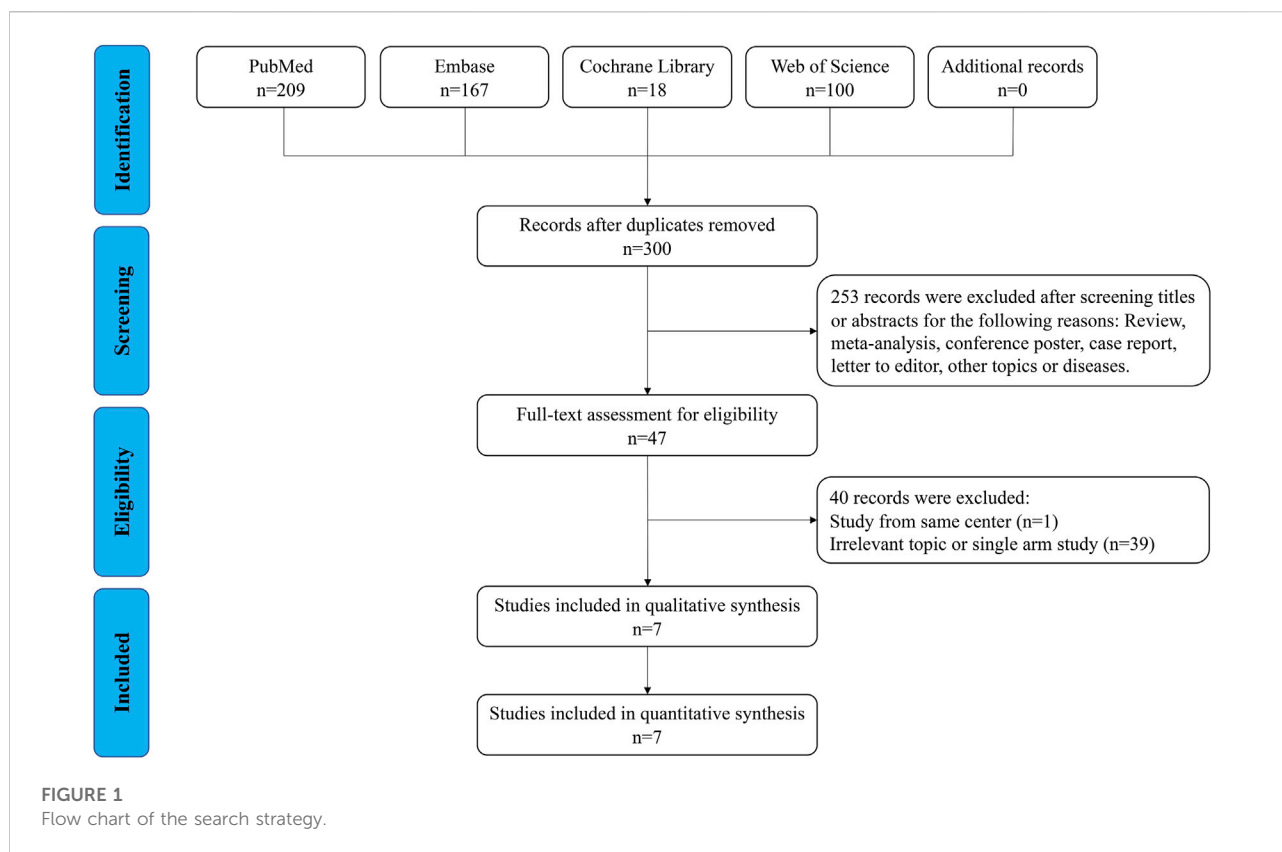 Identification
PubMed
n=209
Embase
n=167
Cochrane Library
n=18
Web of Science
n=100
Additional records
n=0
Records after duplicates removed
n=300
Screening
253 records were excluded after screening titles
or abstracts for the following reasons: Review,
meta-analysis, conference poster, case report,
letter to editor, other topics or diseases.
Eligibility
Full-text assessment for eligibility
n=47
40 records were excluded:
Study from same center (n=1)
Irrelevant topic or single arm study (n=39)
Included
Studies included in qualitative synthesis
n=7
Studies included in quantitative synthesis
n=7
FIGURE 1
Flow chart of the search strategy.